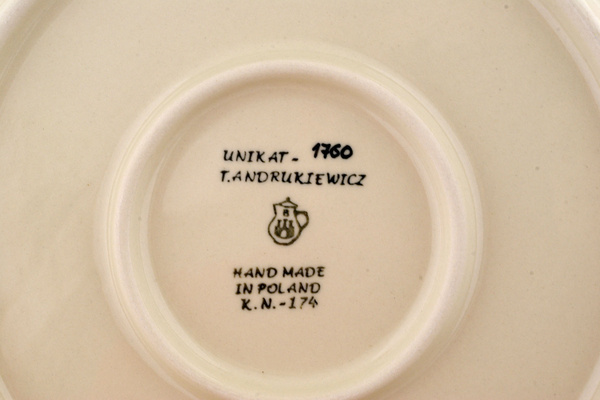 UNIKAT - 1760
T. ANDRUKIEWICZ
HAND MADE
IN POLAND
K.N.-174